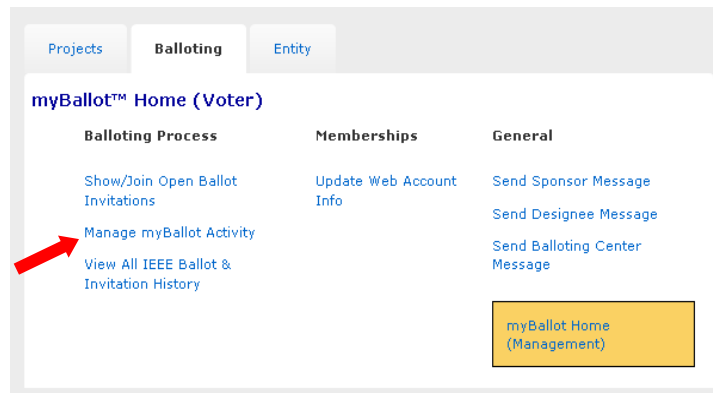 Projects
Balloting
Entity
myBallot™ Home (Voter)
Balloting Process
Show/Join Open Ballot
Invitations
Manage myBallot Activity
View All IEEE Ballot &
Invitation History
Memberships
Update Web Account
Info
General
Send Sponsor Message
Send Designee Message
Send Balloting Center
Message
myBallot Home
(Management)